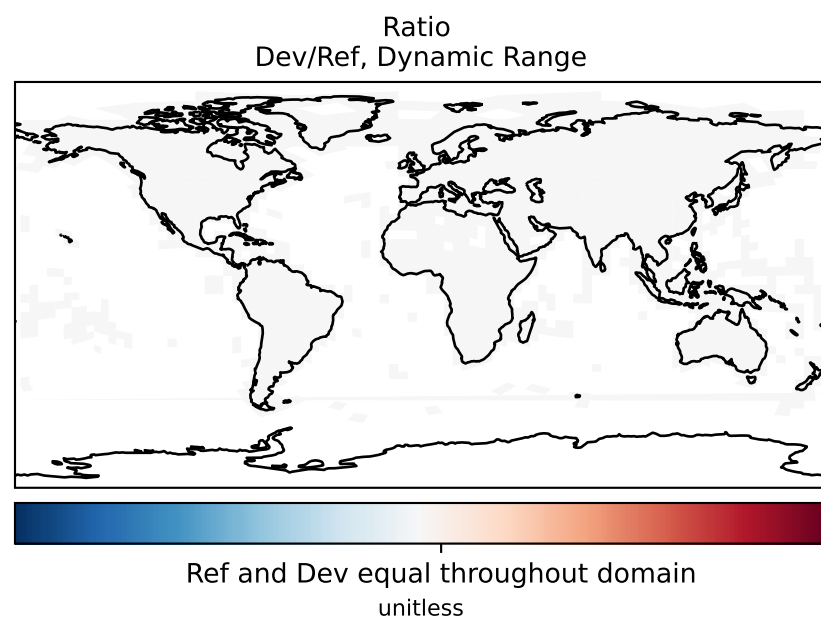 Ratio
Dev/Ref, Dynamic Range
Ref and Dev equal throughout domain
unitless